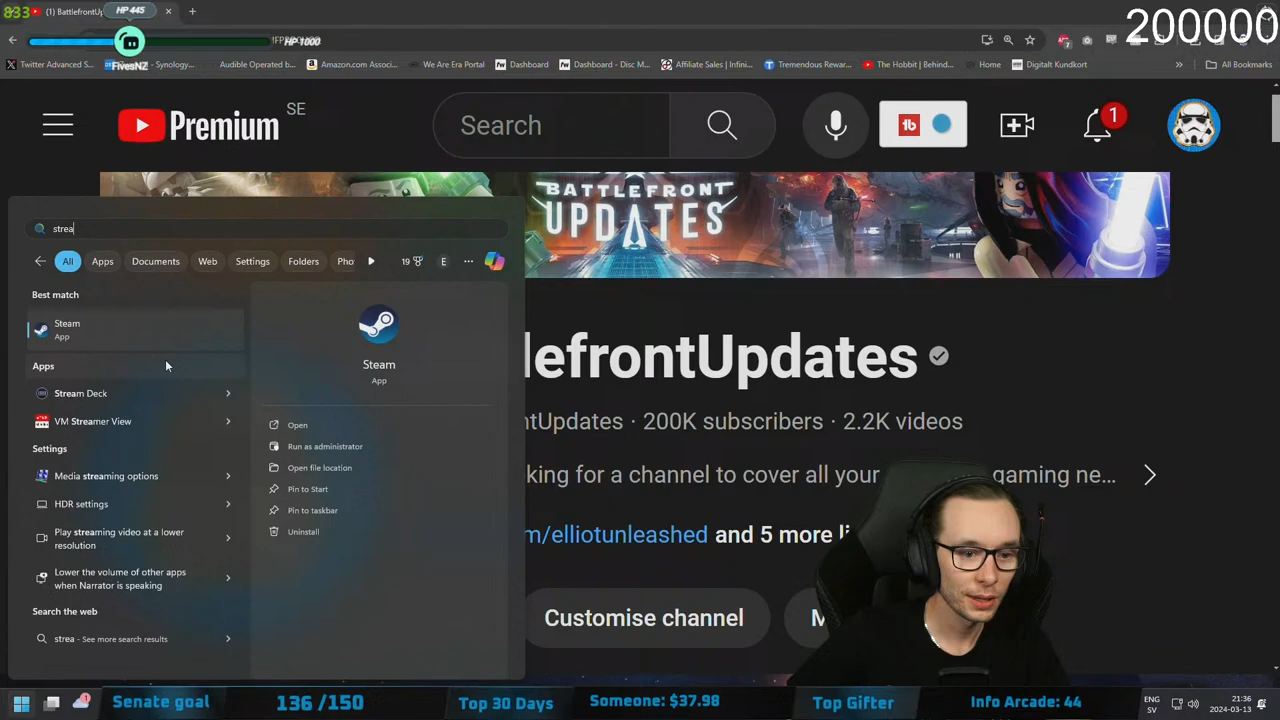 833
(1) BattlefrontUp
HP 445
HP 1000
FivesNZ
200000
Twitter Advanced S...
Synology...
Audible Operated b...
Amazon.com Associ...
We Are Era Portal
Dashboard
Dashboard - Disc M...
Affiliate Sales | Infini...
Tremendous Rewar...
The Hobbit | Behind...
Home
Digitalt Kundkort
All Bookmarks
Premium
SE
Search
1
BATTLEFRONT
UPDATES
strea
All
Apps
Documents
Web
Settings
Folders
Pho
19
E
Best match
Steam
App
Apps
Stream Deck
VM Streamer View
Settings
Media streaming options
HDR settings
Play streaming video at a lower
resolution
Lower the volume of other apps
when Narrator is speaking
Search the web
strea - See more search results
Steam
App
Open
Run as administrator
Open file location
Pin to Start
Pin to taskbar
Uninstall
lefrontUpdates
ntUpdates · 200K subscribers · 2.2K videos
king for a channel to cover all your gaming ne...
m/elliotunleashed and 5 more li
Customise channel
M
Senate goal
136 /150
Top 30 Days
Someone: $37.98
Top Gifter
Info Arcade: 44
ENG
SV
21:36
2024-03-13